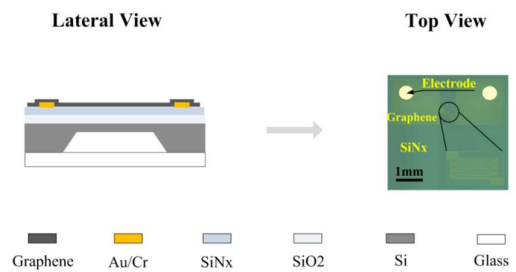 Lateral View
Top View
Electrode
Graphene
SiNx
1mm
Graphene
Au/Cr
SiNx
SiO2
Si
Glass